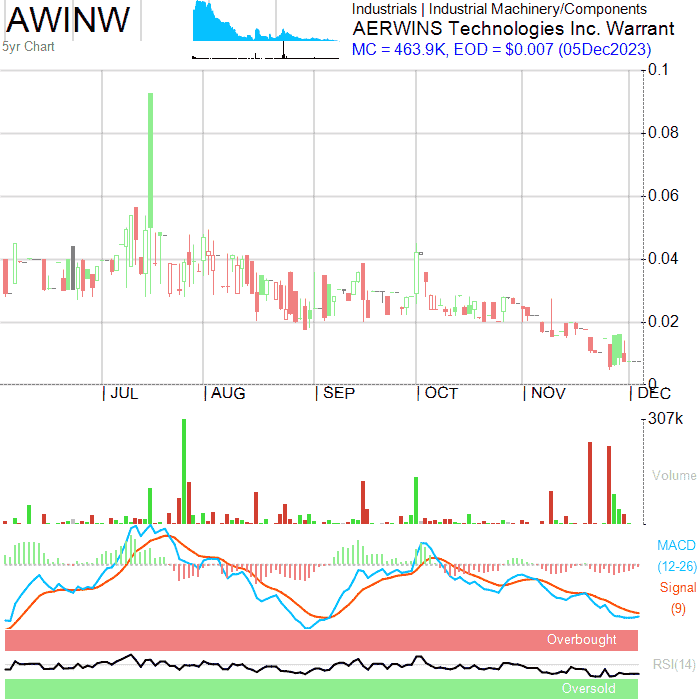 AWINW
5yr Chart
Industrials | Industrial Machinery/Components
AERWINS Technologies Inc. Warrant
MC = 463.9K, EOD = $0.007 (05Dec2023)
0.1
0.08
0.06
0.04
0.02
0
| JUL | AUG | SEP | OCT | NOV | DEC
307k
Volume
MACD
(12-26)
Signal
(9)
Overbought
RSI(14)
Oversold